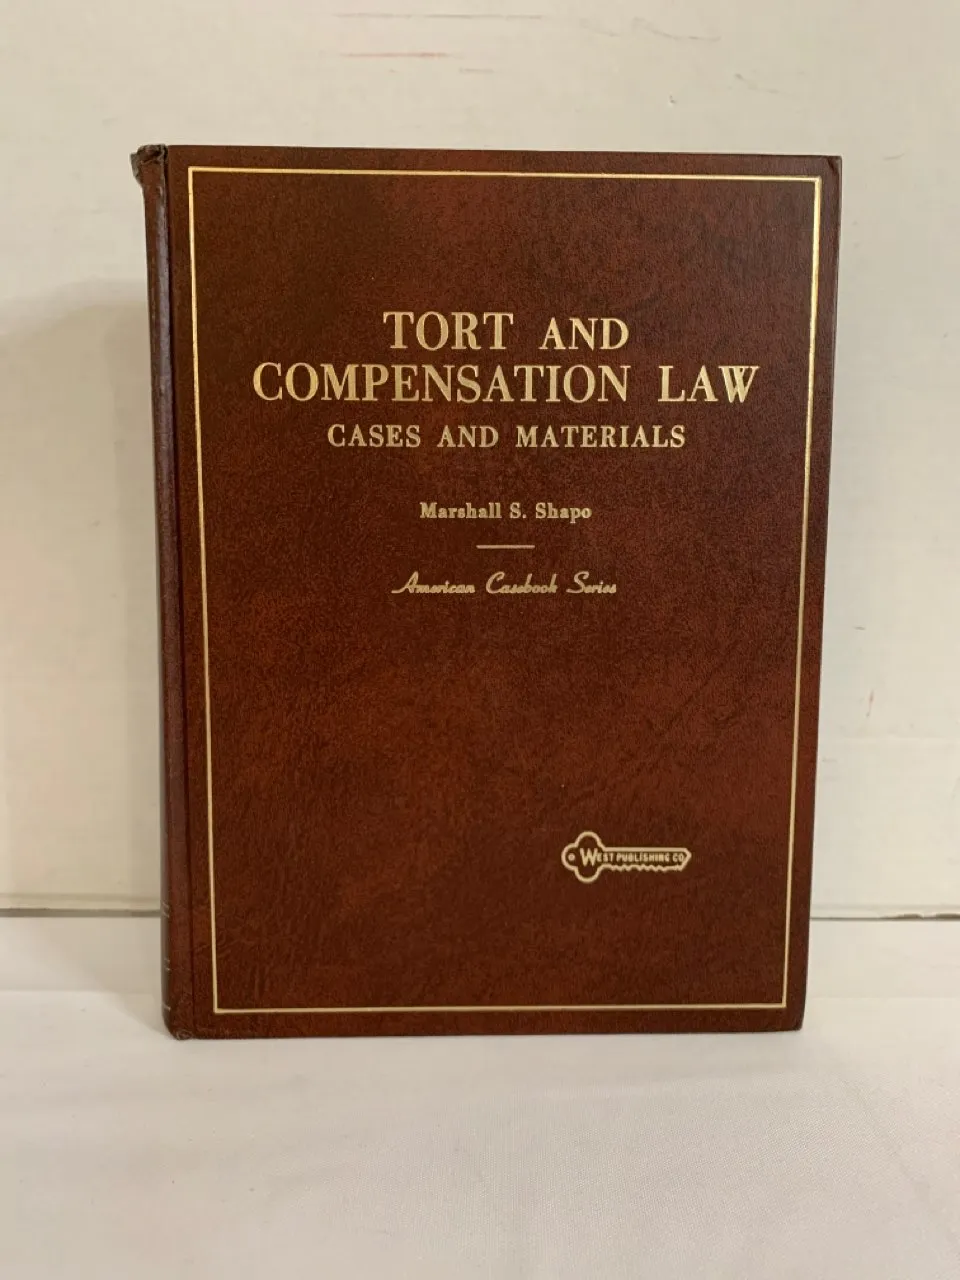 TORT AND
COMPENSATION LAW
CASES AND MATERIALS
Marshall S. Shapo
American Casebook Series
WEST PUBLISHING CO